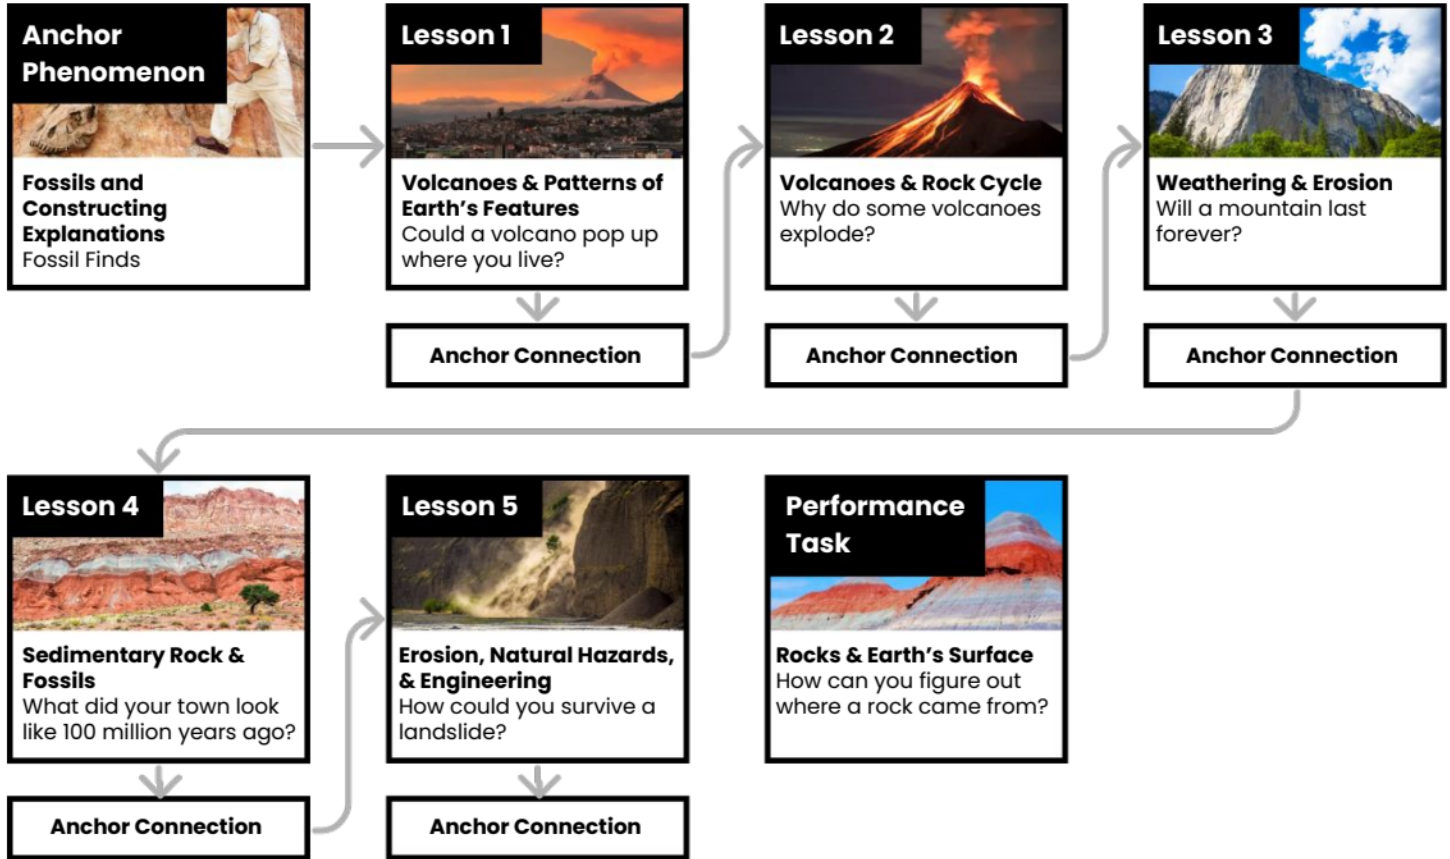 Anchor
Phenomenon
Fossils and
Constructing
Explanations
Fossil Finds
Lesson 1
Volcanoes & Patterns of
Earth’s Features
Could a volcano pop up
where you live?
Anchor Connection
Lesson 2
Volcanoes & Rock Cycle
Why do some volcanoes
explode?
Anchor Connection
Lesson 3
Weathering & Erosion
Will a mountain last
forever?
Anchor Connection
Lesson 4
Sedimentary Rock &
Fossils
What did your town look
like 100 million years ago?
Anchor Connection
Lesson 5
Erosion, Natural Hazards,
& Engineering
How could you survive a
landslide?
Anchor Connection
Performance
Task
Rocks & Earth’s Surface
How can you figure out
where a rock came from?